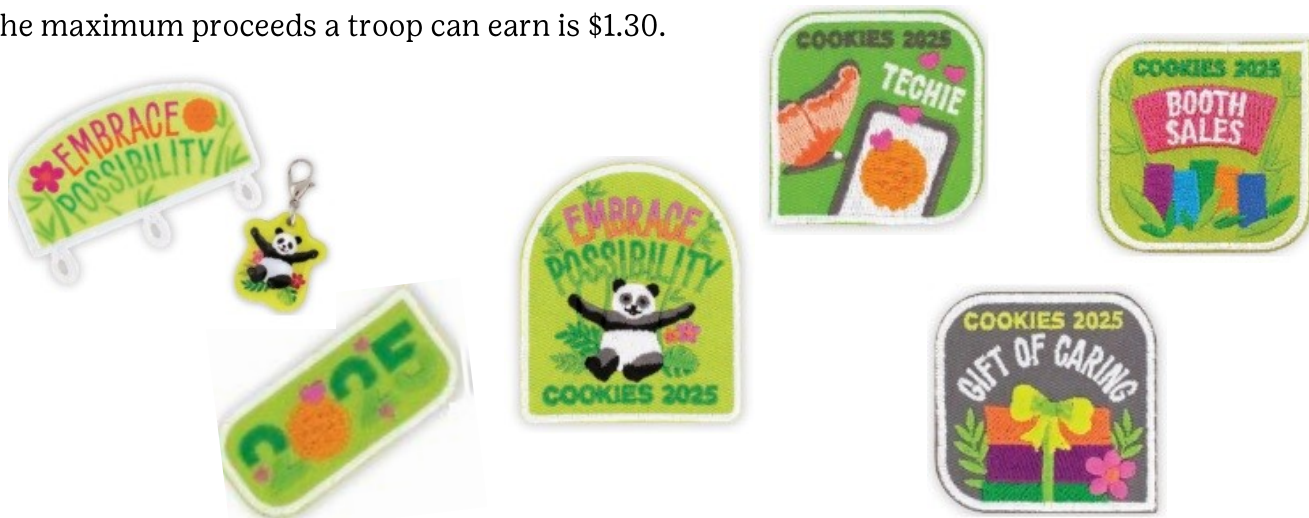 he maximum proceeds a troop can earn is $1.30.
COOKIES 2025
TECHIE
COOKIES 2025
BOOTH
SALES
EMBRACE
POSSIBILITY
EMBRACE
POSSIBILITY
COOKIES 2025
2025
COOKIES 2025
GIFT OF CARING